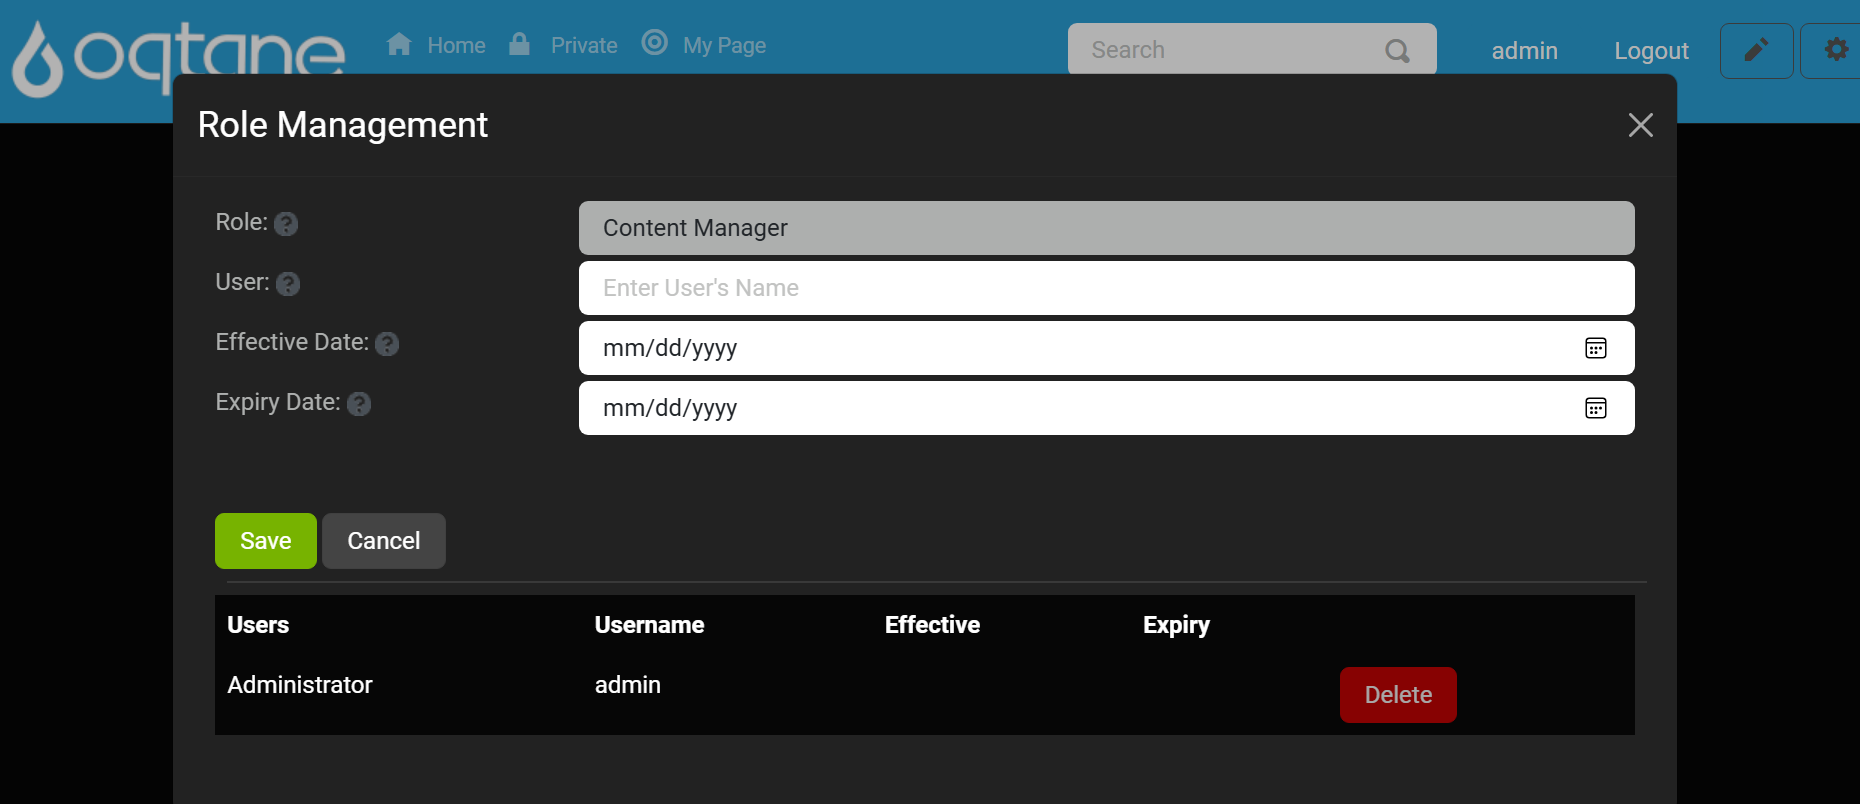 oqtane Home Private My Page Search admin Logout
Role Management
Role: ? Content Manager
User: ? Enter User's Name
Effective Date: ? mm/dd/yyyy
Expiry Date: ? mm/dd/yyyy
Save Cancel
Users Username Effective Expiry
Administrator admin Delete